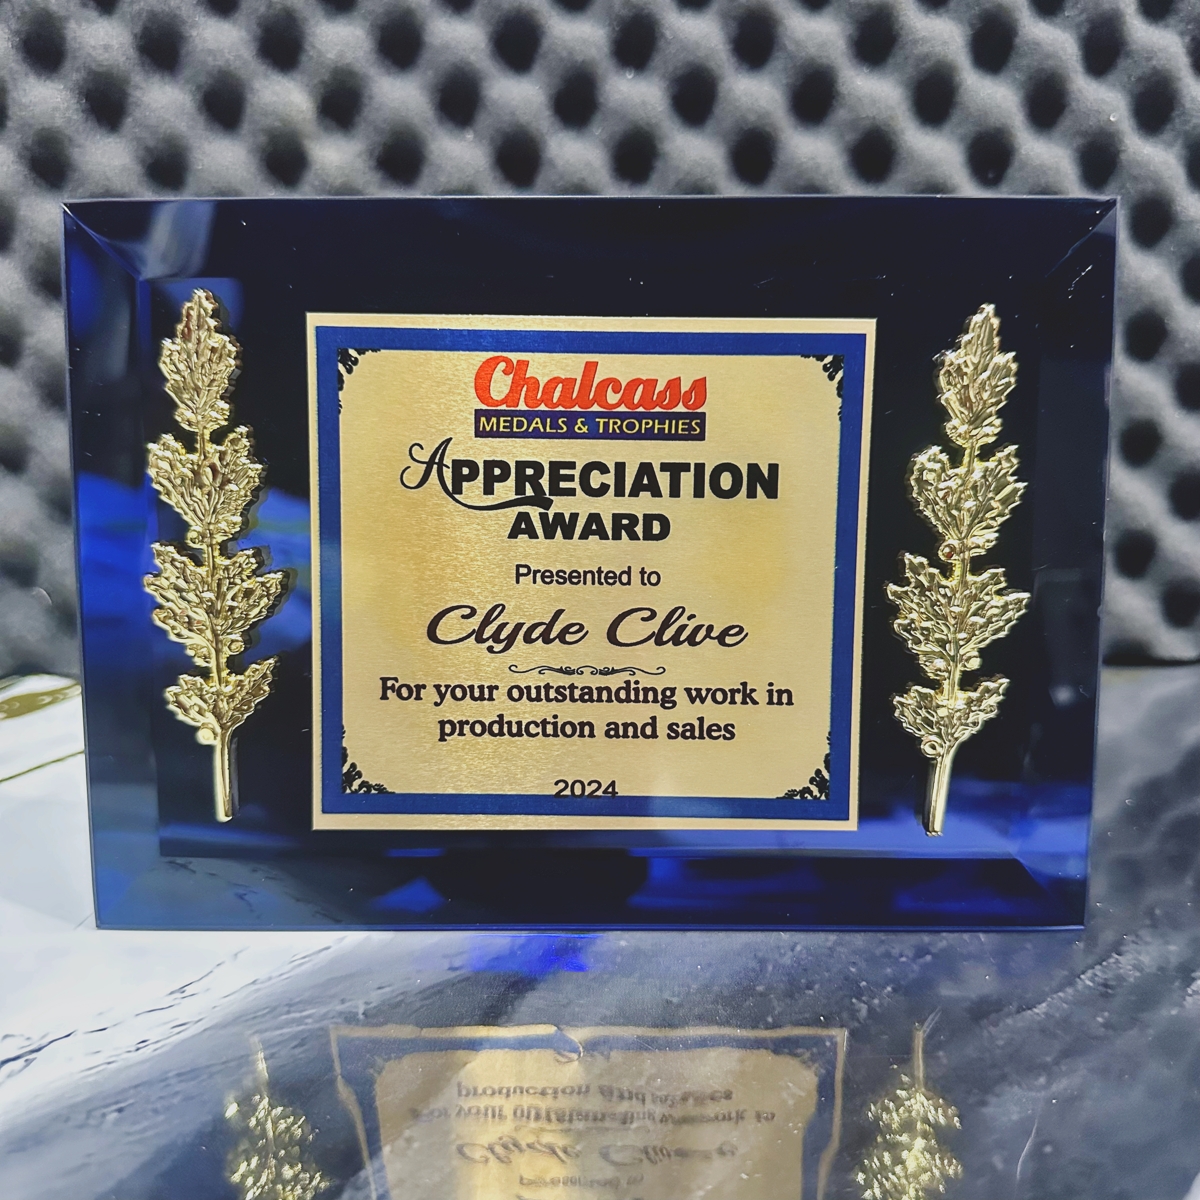 Chalcass
MEDALS & TROPHIES
APPRECIATION
AWARD
Presented to
Clyde Clive
For your outstanding work in
production and sales
2024